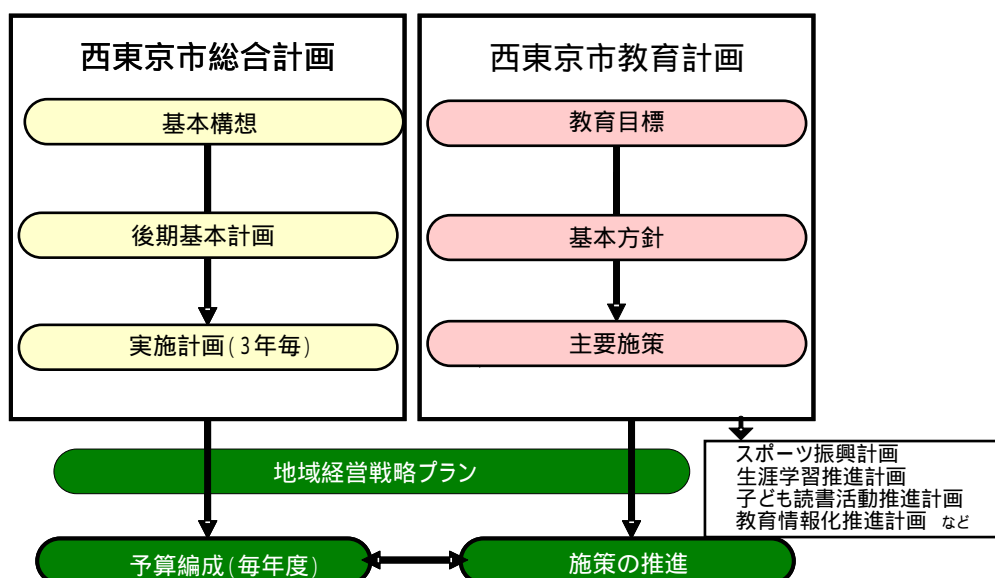 西東京市総合計画
基本構想
後期基本計画
実施計画(3年毎)
西東京市教育計画
教育目標
基本方針
主要施策
地域経営戦略プラン
スポーツ振興計画
生涯学習推進計画
子ども読書活動推進計画
教育情報化推進計画 など
予算編成(毎年度)
施策の推進